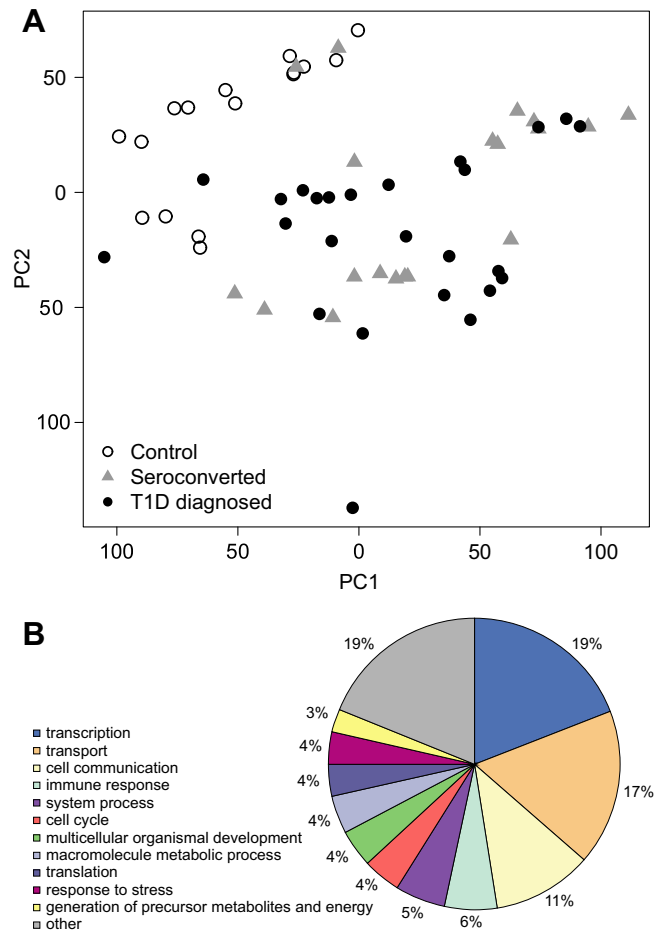 A
50
0
50
100
PC2
Control
Seroconverted
T1D diagnosed
100
50
0
50
100
PC1
B
19%
19%
17%
11%
6%
5%
4%
4%
4%
4%
4%
3%
transcription
transport
cell communication
immune response
system process
cell cycle
multicellular organismal development
macromolecule metabolic process
translation
response to stress
generation of precursor metabolites and energy
other